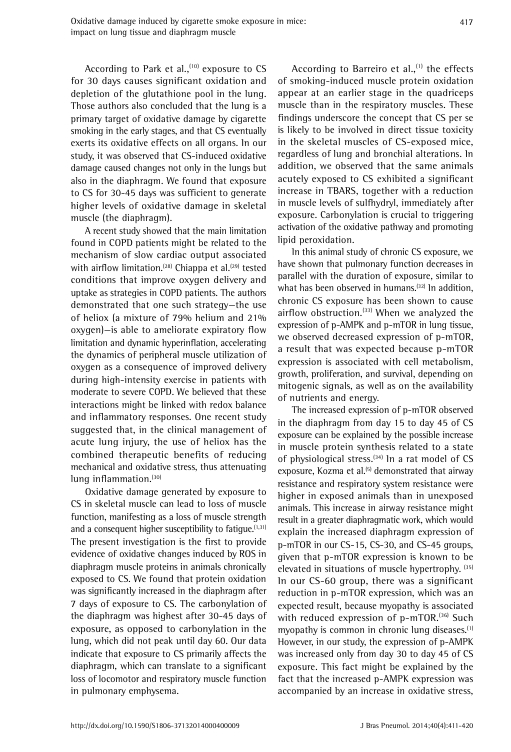 Oxidative damage induced by cigarette smoke exposure in mice:
impact on lung tissue and diaphragm muscle
417
According to Park et al.,(10) exposure to CS
for 30 days causes significant oxidation and
depletion of the glutathione pool in the lung.
Those authors also concluded that the lung is a
primary target of oxidative damage by cigarette
smoking in the early stages, and that CS eventually
exerts its oxidative effects on all organs. In our
study, it was observed that CS-induced oxidative
damage caused changes not only in the lungs but
also in the diaphragm. We found that exposure
to CS for 30-45 days was sufficient to generate
higher levels of oxidative damage in skeletal
muscle (the diaphragm).
A recent study showed that the main limitation
found in COPD patients might be related to the
mechanism of slow cardiac output associated
with airflow limitation.(28) Chiappa et al.(29) tested
conditions that improve oxygen delivery and
uptake as strategies in COPD patients. The authors
demonstrated that one such strategy—the use
of heliox (a mixture of 79% helium and 21%
oxygen)—is able to ameliorate expiratory flow
limitation and dynamic hyperinflation, accelerating
the dynamics of peripheral muscle utilization of
oxygen as a consequence of improved delivery
during high-intensity exercise in patients with
moderate to severe COPD. We believed that these
interactions might be linked with redox balance
and inflammatory responses. One recent study
suggested that, in the clinical management of
acute lung injury, the use of heliox has the
combined therapeutic benefits of reducing
mechanical and oxidative stress, thus attenuating
lung inflammation.(30)
Oxidative damage generated by exposure to
CS in skeletal muscle can lead to loss of muscle
function, manifesting as a loss of muscle strength
and a consequent higher susceptibility to fatigue.(1,31)
The present investigation is the first to provide
evidence of oxidative changes induced by ROS in
diaphragm muscle proteins in animals chronically
exposed to CS. We found that protein oxidation
was significantly increased in the diaphragm after
7 days of exposure to CS. The carbonylation of
the diaphragm was highest after 30-45 days of
exposure, as opposed to carbonylation in the
lung, which did not peak until day 60. Our data
indicate that exposure to CS primarily affects the
diaphragm, which can translate to a significant
loss of locomotor and respiratory muscle function
in pulmonary emphysema.
According to Barreiro et al.,(1) the effects
of smoking-induced muscle protein oxidation
appear at an earlier stage in the quadriceps
muscle than in the respiratory muscles. These
findings underscore the concept that CS per se
is likely to be involved in direct tissue toxicity
in the skeletal muscles of CS-exposed mice,
regardless of lung and bronchial alterations. In
addition, we observed that the same animals
acutely exposed to CS exhibited a significant
increase in TBARS, together with a reduction
in muscle levels of sulfhydryl, immediately after
exposure. Carbonylation is crucial to triggering
activation of the oxidative pathway and promoting
lipid peroxidation.
In this animal study of chronic CS exposure, we
have shown that pulmonary function decreases in
parallel with the duration of exposure, similar to
what has been observed in humans.(32) In addition,
chronic CS exposure has been shown to cause
airflow obstruction.(33) When we analyzed the
expression of p-AMPK and p-mTOR in lung tissue,
we observed decreased expression of p-mTOR,
a result that was expected because p-mTOR
expression is associated with cell metabolism,
growth, proliferation, and survival, depending on
mitogenic signals, as well as on the availability
of nutrients and energy.
The increased expression of p-mTOR observed
in the diaphragm from day 15 to day 45 of CS
exposure can be explained by the possible increase
in muscle protein synthesis related to a state
of physiological stress.(34) In a rat model of CS
exposure, Kozma et al.(5) demonstrated that airway
resistance and respiratory system resistance were
higher in exposed animals than in unexposed
animals. This increase in airway resistance might
result in a greater diaphragmatic work, which would
explain the increased diaphragm expression of
p-mTOR in our CS-15, CS-30, and CS-45 groups,
given that p-mTOR expression is known to be
elevated in situations of muscle hypertrophy. (35)
In our CS-60 group, there was a significant
reduction in p-mTOR expression, which was an
expected result, because myopathy is associated
with reduced expression of p-mTOR.(36) Such
myopathy is common in chronic lung diseases.(1)
However, in our study, the expression of p-AMPK
was increased only from day 30 to day 45 of CS
exposure. This fact might be explained by the
fact that the increased p-AMPK expression was
accompanied by an increase in oxidative stress,
http://dx.doi.org/10.1590/S1806-37132014000400009
J Bras Pneumol. 2014;40(4):411-420